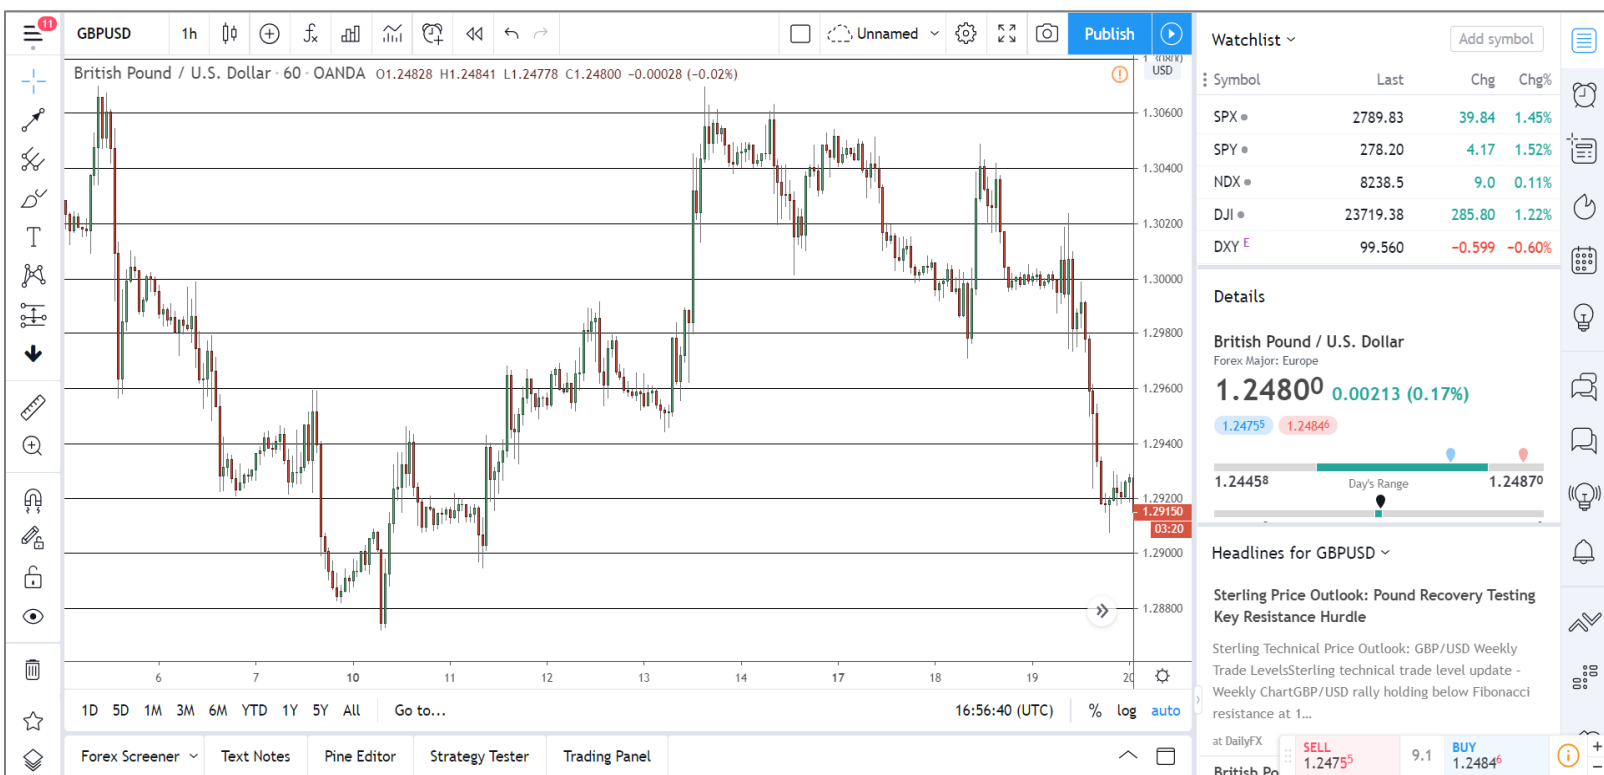 11
GBPUSD
1h
fx
Unnamed
Publish
British Pound / U.S. Dollar · 60 · OANDA O1.24828 H1.24841 L1.24778 C1.24800 −0.00028 (−0.02%)
USD
1.30800
1.30600
1.30400
1.30200
1.30000
1.29800
1.29600
1.29400
1.29200
1.29150
03:20
1.29000
1.28800
6 7 10 11 12 13 14 17 18 19 20
1D 5D 1M 3M 6M YTD 1Y 5Y All Go to...
16:56:40 (UTC) % log auto
Forex Screener Text Notes Pine Editor Strategy Tester Trading Panel
Watchlist
Add symbol
Symbol Last Chg Chg%
SPX 2789.83 39.84 1.45%
SPY 278.20 4.17 1.52%
NDX 8238.5 9.0 0.11%
DJI 23719.38 285.80 1.22%
DXY E 99.560 −0.599 −0.60%
Details
British Pound / U.S. Dollar
Forex Major: Europe
1.24800 0.00213 (0.17%)
1.24755 1.24846
1.24458 Day's Range 1.24870
Headlines for GBPUSD
Sterling Price Outlook: Pound Recovery Testing
Key Resistance Hurdle
Sterling Technical Price Outlook: GBP/USD Weekly
Trade LevelsSterling technical trade level update -
Weekly ChartGBP/USD rally holding below Fibonacci
resistance at 1...
at DailyFX
British Po
SELL
1.24755
9.1
BUY
1.24846